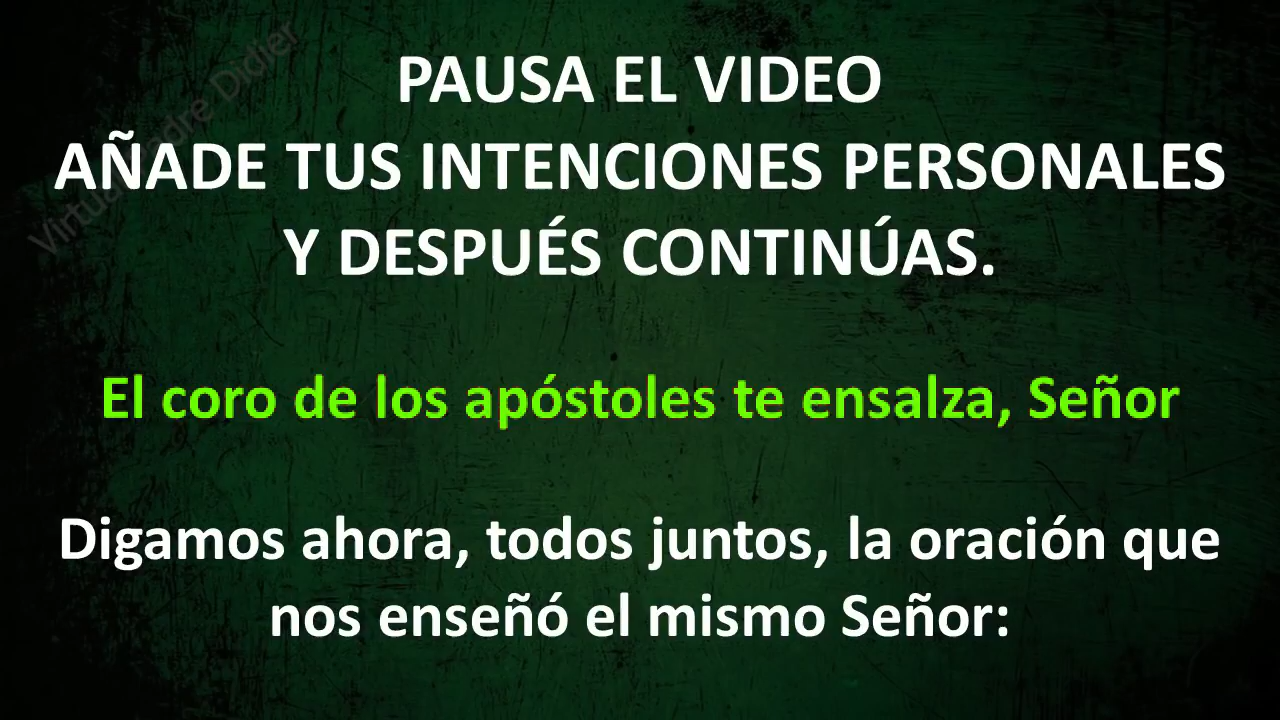 PAUSA EL VIDEO
AÑADE TUS INTENCIONES PERSONALES
Y DESPUÉS CONTINÚAS.
El coro de los apóstoles te ensalza, Señor
Digamos ahora, todos juntos, la oración que
nos enseñó el mismo Señor:
Didier